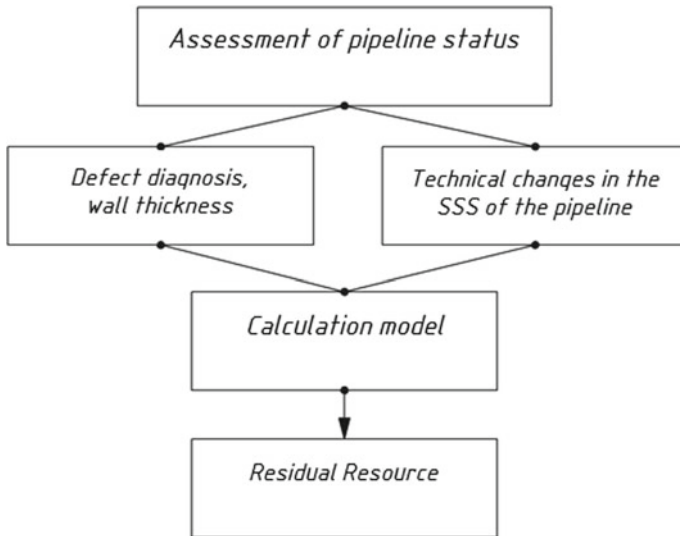 Assessment of pipeline status
Defect diagnosis,
wall thickness
Technical changes in the
SSS of the pipeline
Calculation model
Residual Resource